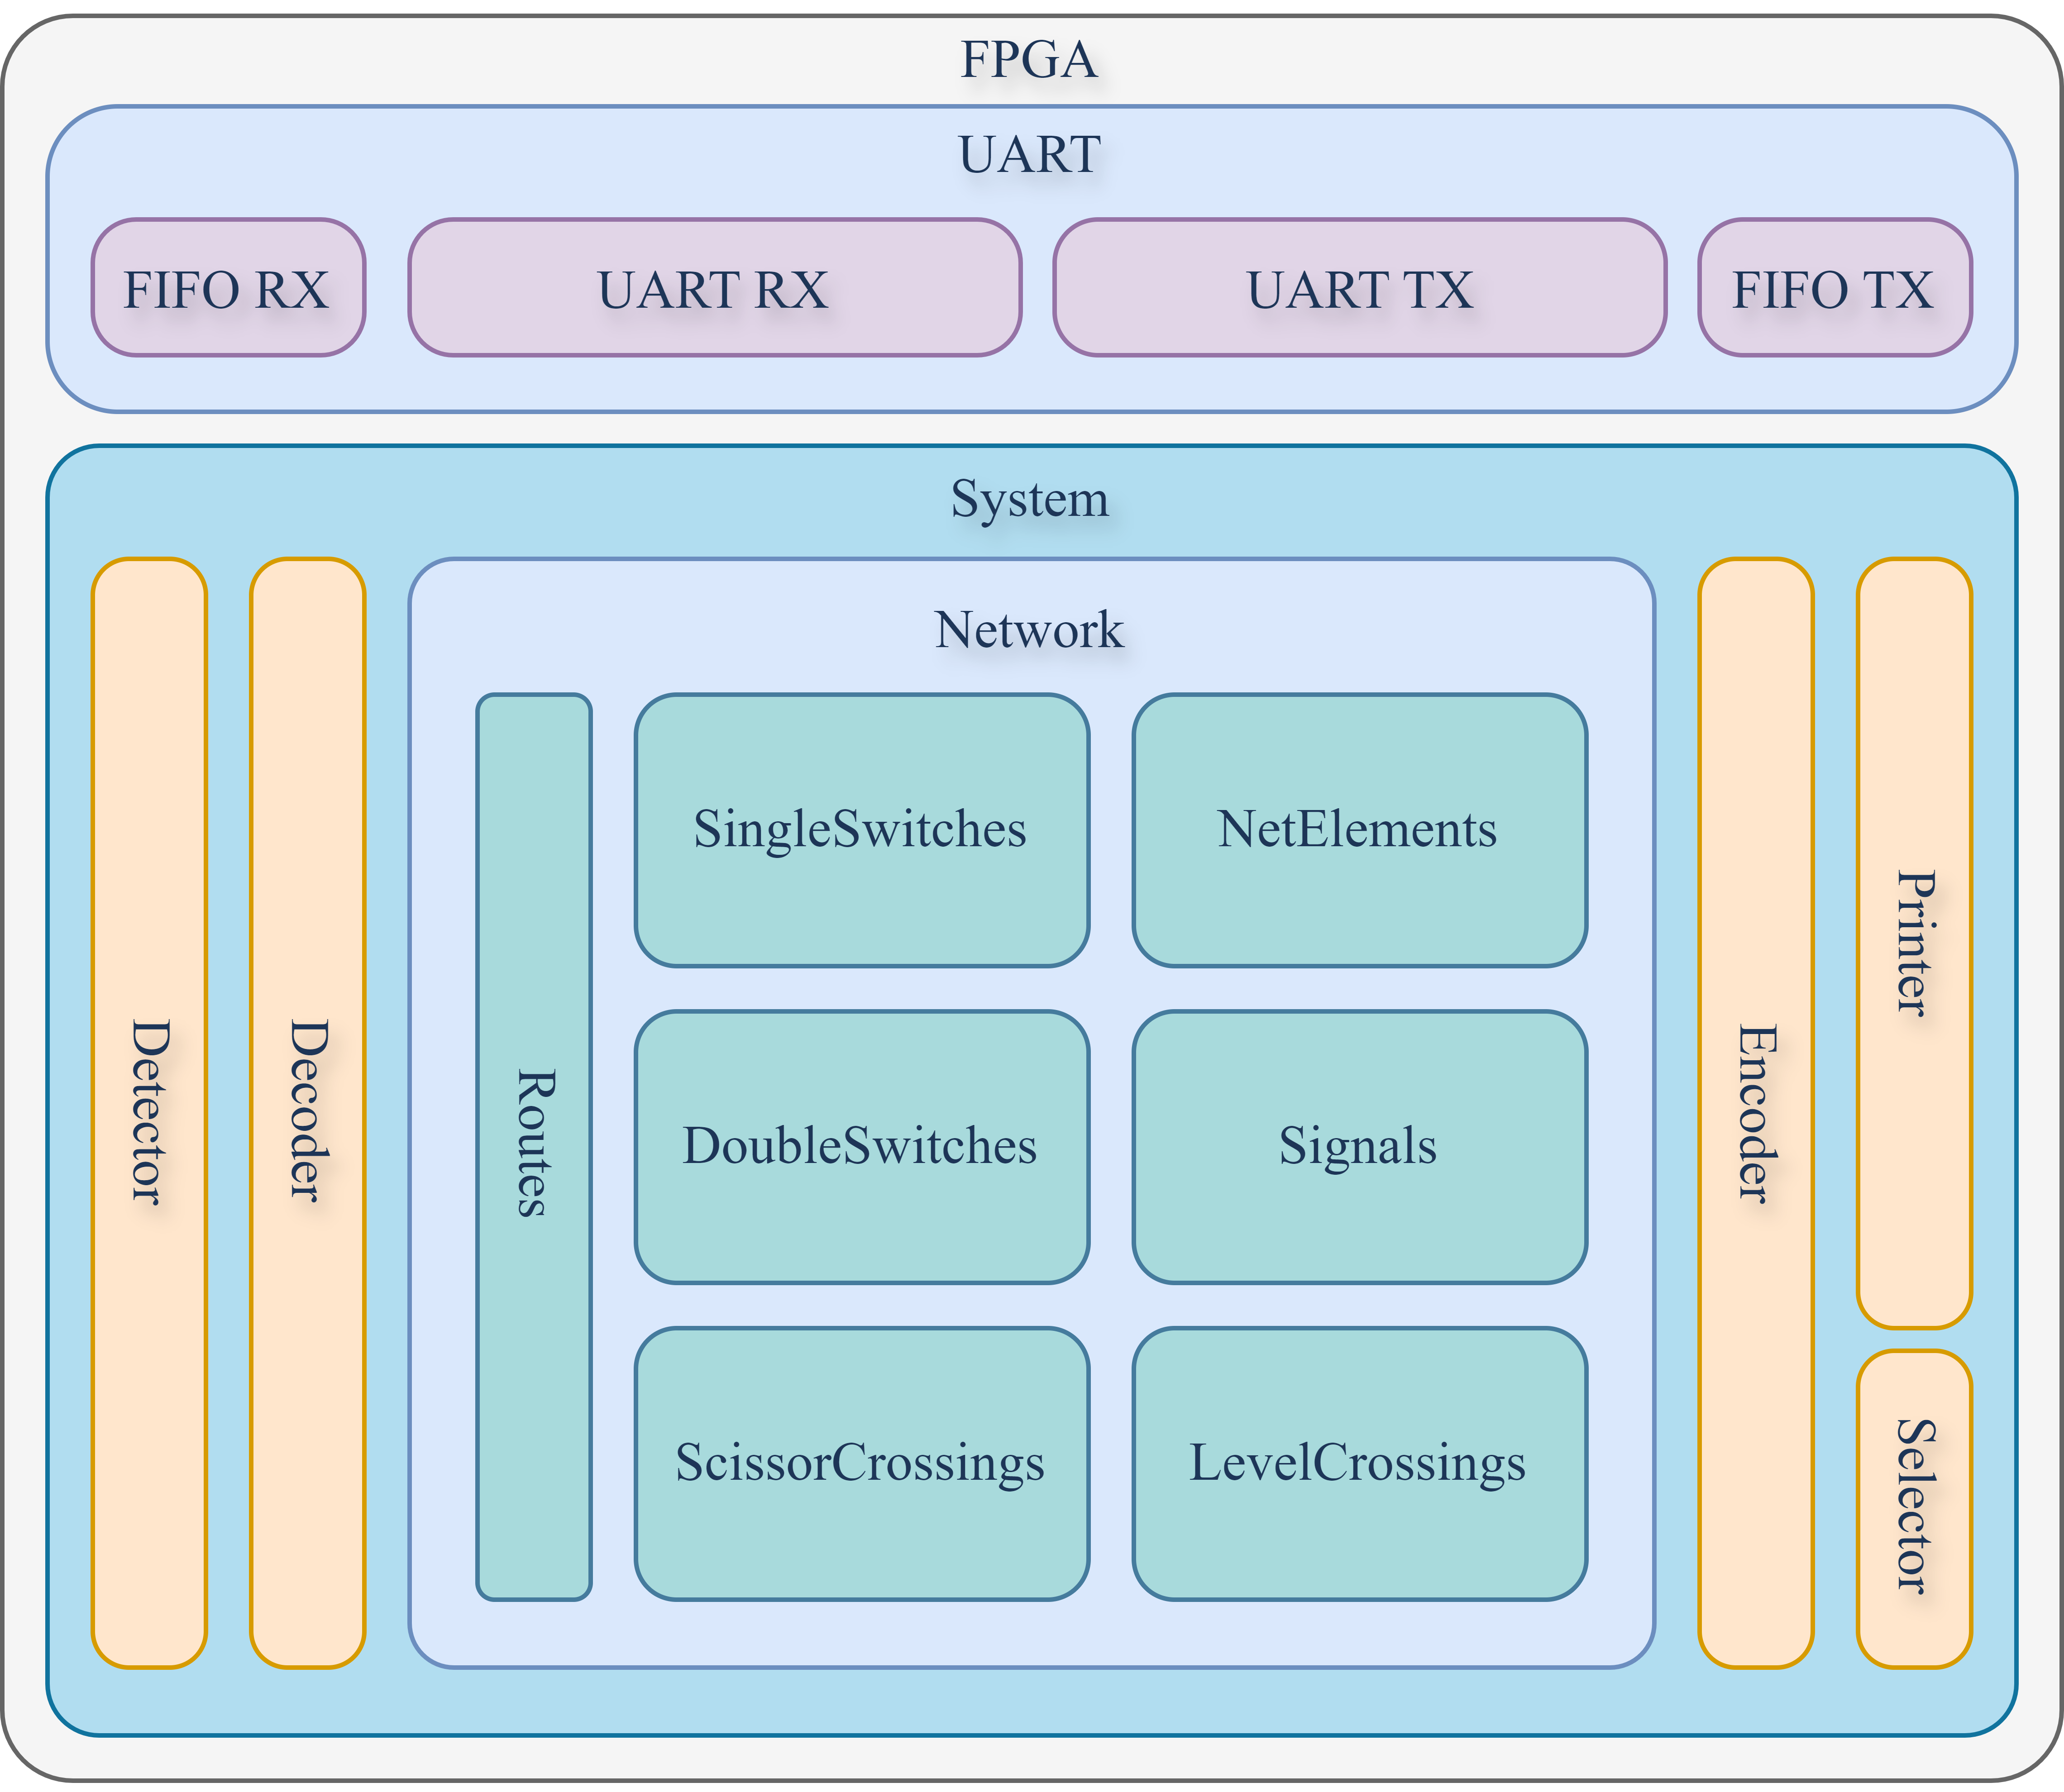 FPGA
UART
FIFO RX
UART RX
UART TX
FIFO TX
System
Detector
Decoder
Network
Routes
SingleSwitches
NetElements
DoubleSwitches
Signals
ScissorCrossings
LevelCrossings
Encoder
Printer
Selector